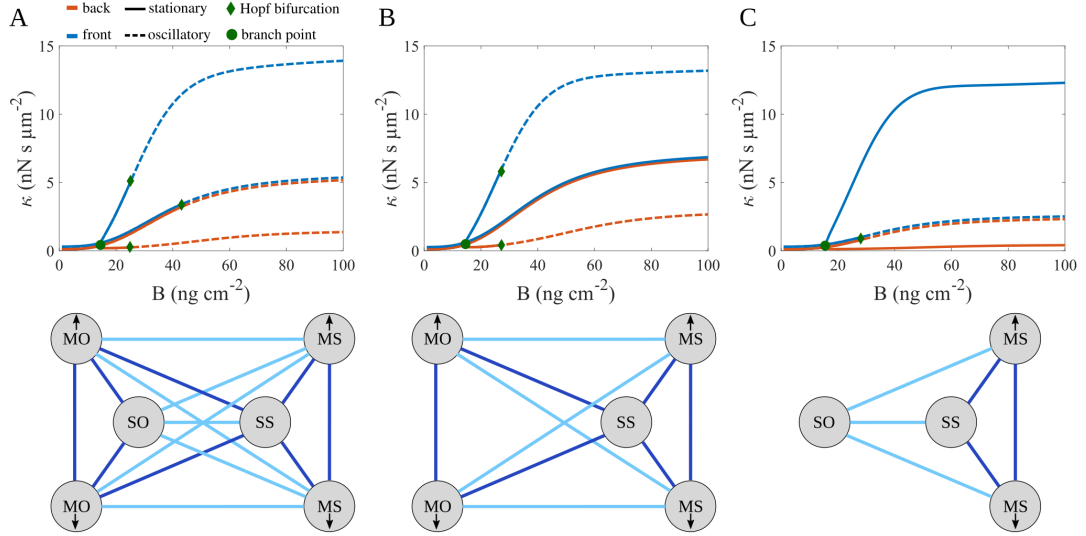 A
back
stationary
Hopf bifurcation
front
oscillatory
branch point
B
C
15
10
5
0
κ (nN s μm⁻²)
0 20 40 60 80 100
B (ng cm⁻²)
15
10
5
0
κ (nN s μm⁻²)
0 20 40 60 80 100
B (ng cm⁻²)
15
10
5
0
κ (nN s μm⁻²)
0 20 40 60 80 100
B (ng cm⁻²)
MO MS
SO SS
MO MS
MO MS
SS
MO MS
MS
SO SS
MS